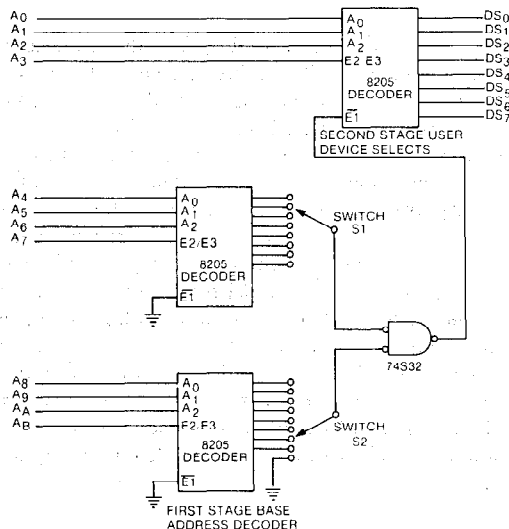 A0 A0 DS0
A1 A1 DS1
A2 A2 DS2
A3 E2 E3 DS3
8205 DS4
DECODER DS5
DS6
E1 DS7
SECOND STAGE USER
DEVICE SELECTS
A4 A0
A5 A1
A6 A2
A7 E2/E3
SWITCH
S1
8205
DECODER
E1
74S32
A8 A0
A9 A1
AA A2
AB E2/E3
SWITCH
S2
8205
DECODER
E1
FIRST STAGE BASE
ADDRESS DECODER